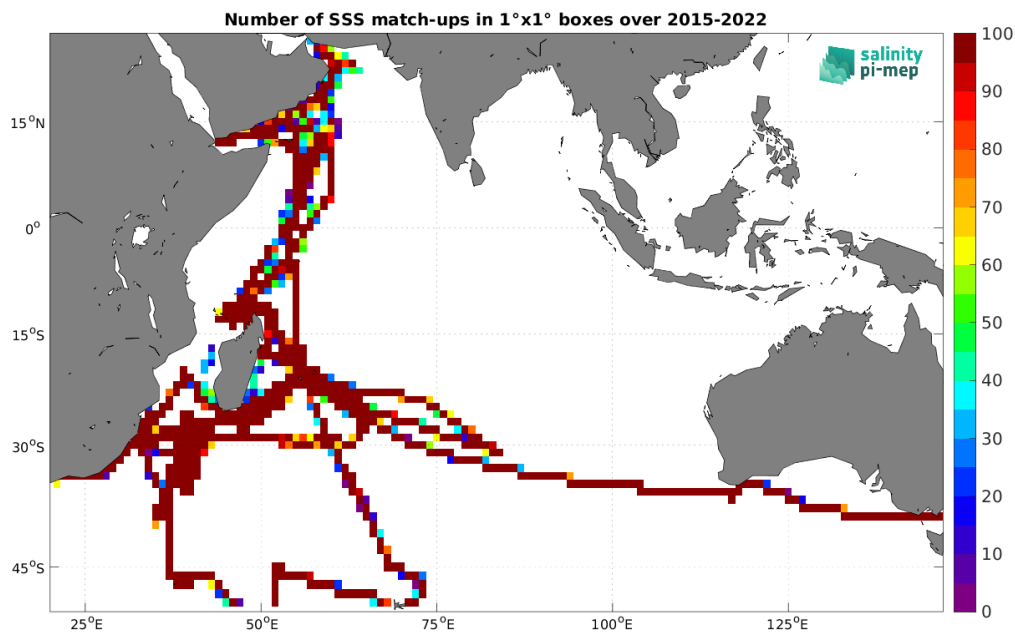 Number of SSS match-ups in 1°x1° boxes over 2015-2022
salinity
pi-mep
100
90
80
70
60
50
40
30
20
10
0
15°N
0°
15°S
30°S
45°S
25°E
50°E
75°E
100°E
125°E